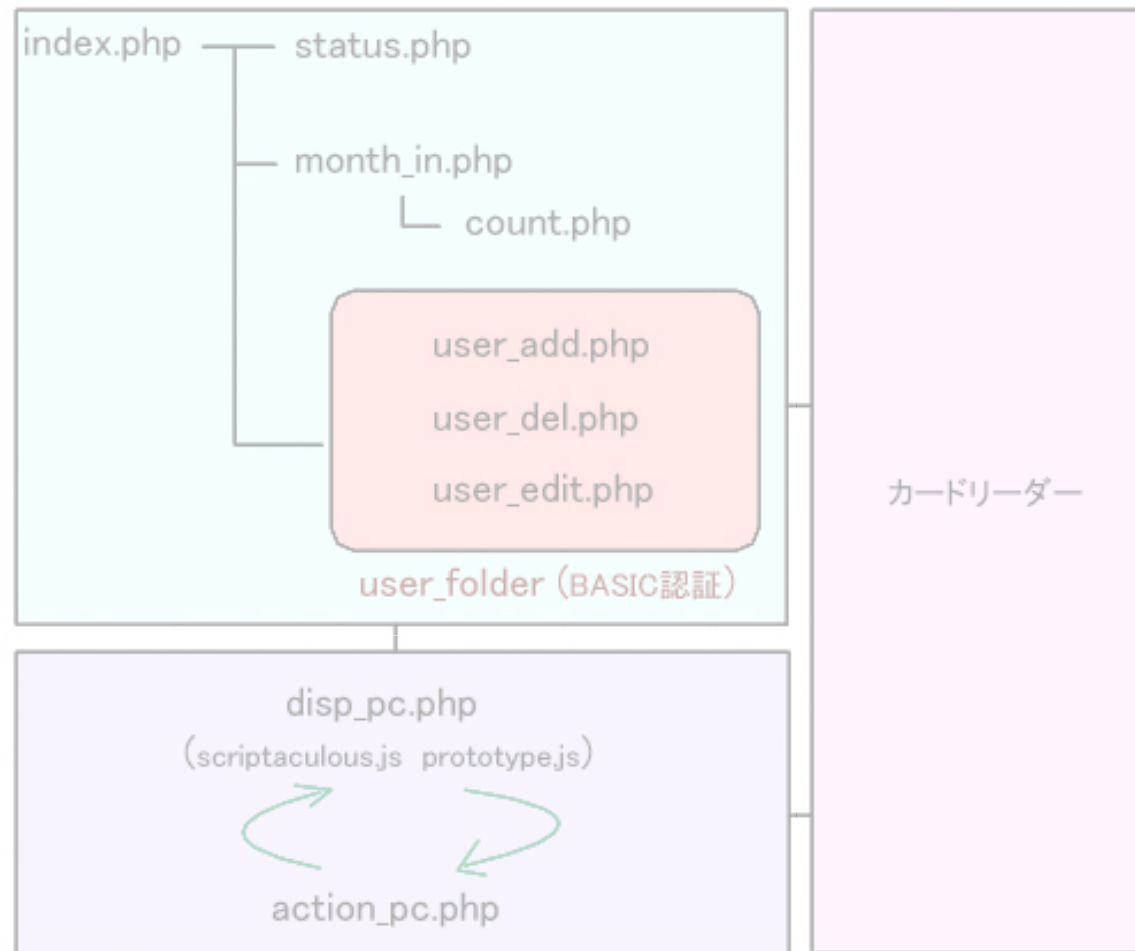 index.php
status.php
month_in.php
count.php
user_add.php
user_del.php
user_edit.php
user_folder（BASIC認証）
カードリーダー
disp_pc.php
（scriptaculous.js prototype.js）
action_pc.php